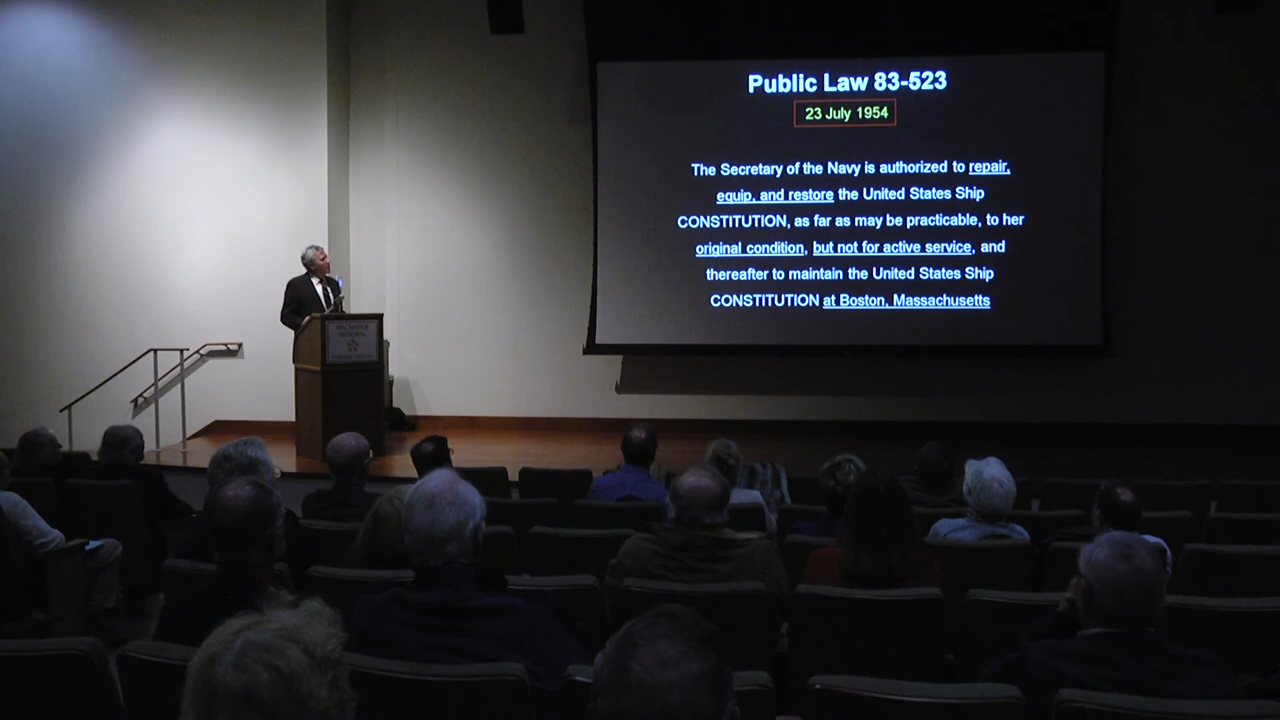 Public Law 83-523
23 July 1954
The Secretary of the Navy is authorized to repair,
equip, and restore the United States Ship
CONSTITUTION, as far as may be practicable, to her
original condition, but not for active service, and
thereafter to maintain the United States Ship
CONSTITUTION at Boston, Massachusetts
MACARTHUR
MEMORIAL